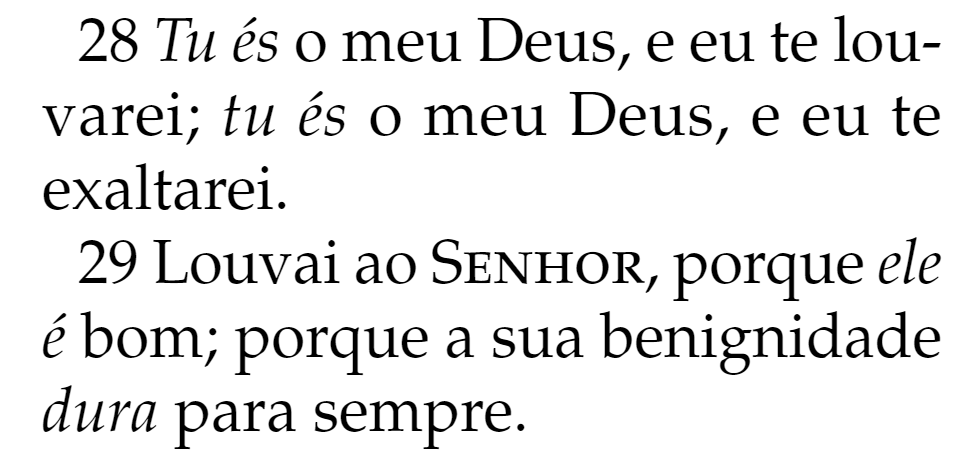 28 Tu és o meu Deus, e eu te lou-
varei; tu és o meu Deus, e eu te
exaltarei.
29 Louvai ao SENHOR, porque ele
é bom; porque a sua benignidade
dura para sempre.